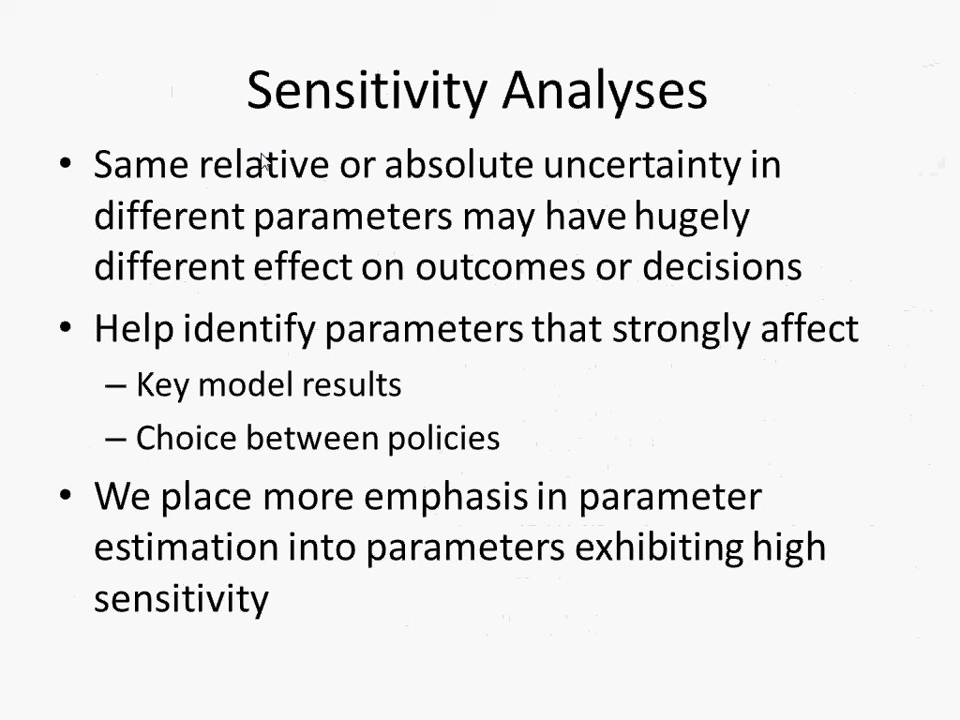 Sensitivity Analyses
• Same relative or absolute uncertainty in
different parameters may have hugely
different effect on outcomes or decisions
• Help identify parameters that strongly affect
– Key model results
– Choice between policies
• We place more emphasis in parameter
estimation into parameters exhibiting high
sensitivity